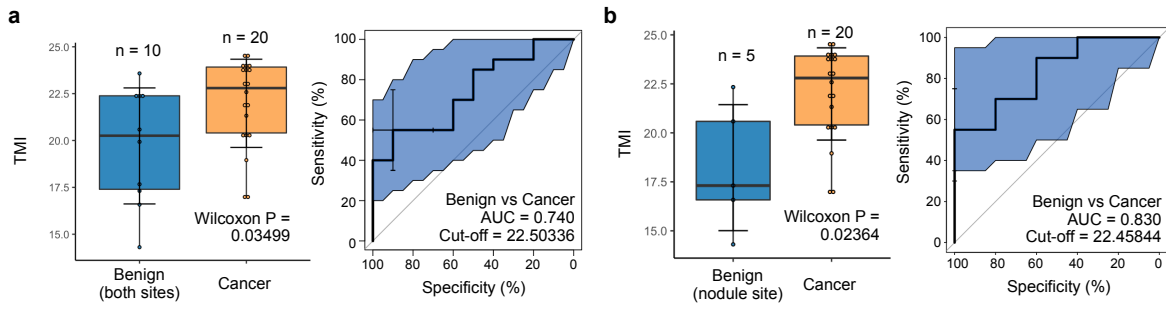 a
TMI
25.0
22.5
20.0
17.5
15.0
n = 10
n = 20
Wilcoxon P =
0.03499
Benign
(both sites)
Cancer
Sensitivity (%)
100
80
60
40
20
0
Benign vs Cancer
AUC = 0.740
Cut-off = 22.50336
100 80 60 40 20 0
Specificity (%)
b
TMI
25.0
22.5
20.0
17.5
15.0
n = 5
n = 20
Wilcoxon P =
0.02364
Benign
(nodule site)
Cancer
Sensitivity (%)
100
80
60
40
20
0
Benign vs Cancer
AUC = 0.830
Cut-off = 22.45844
100 80 60 40 20 0
Specificity (%)